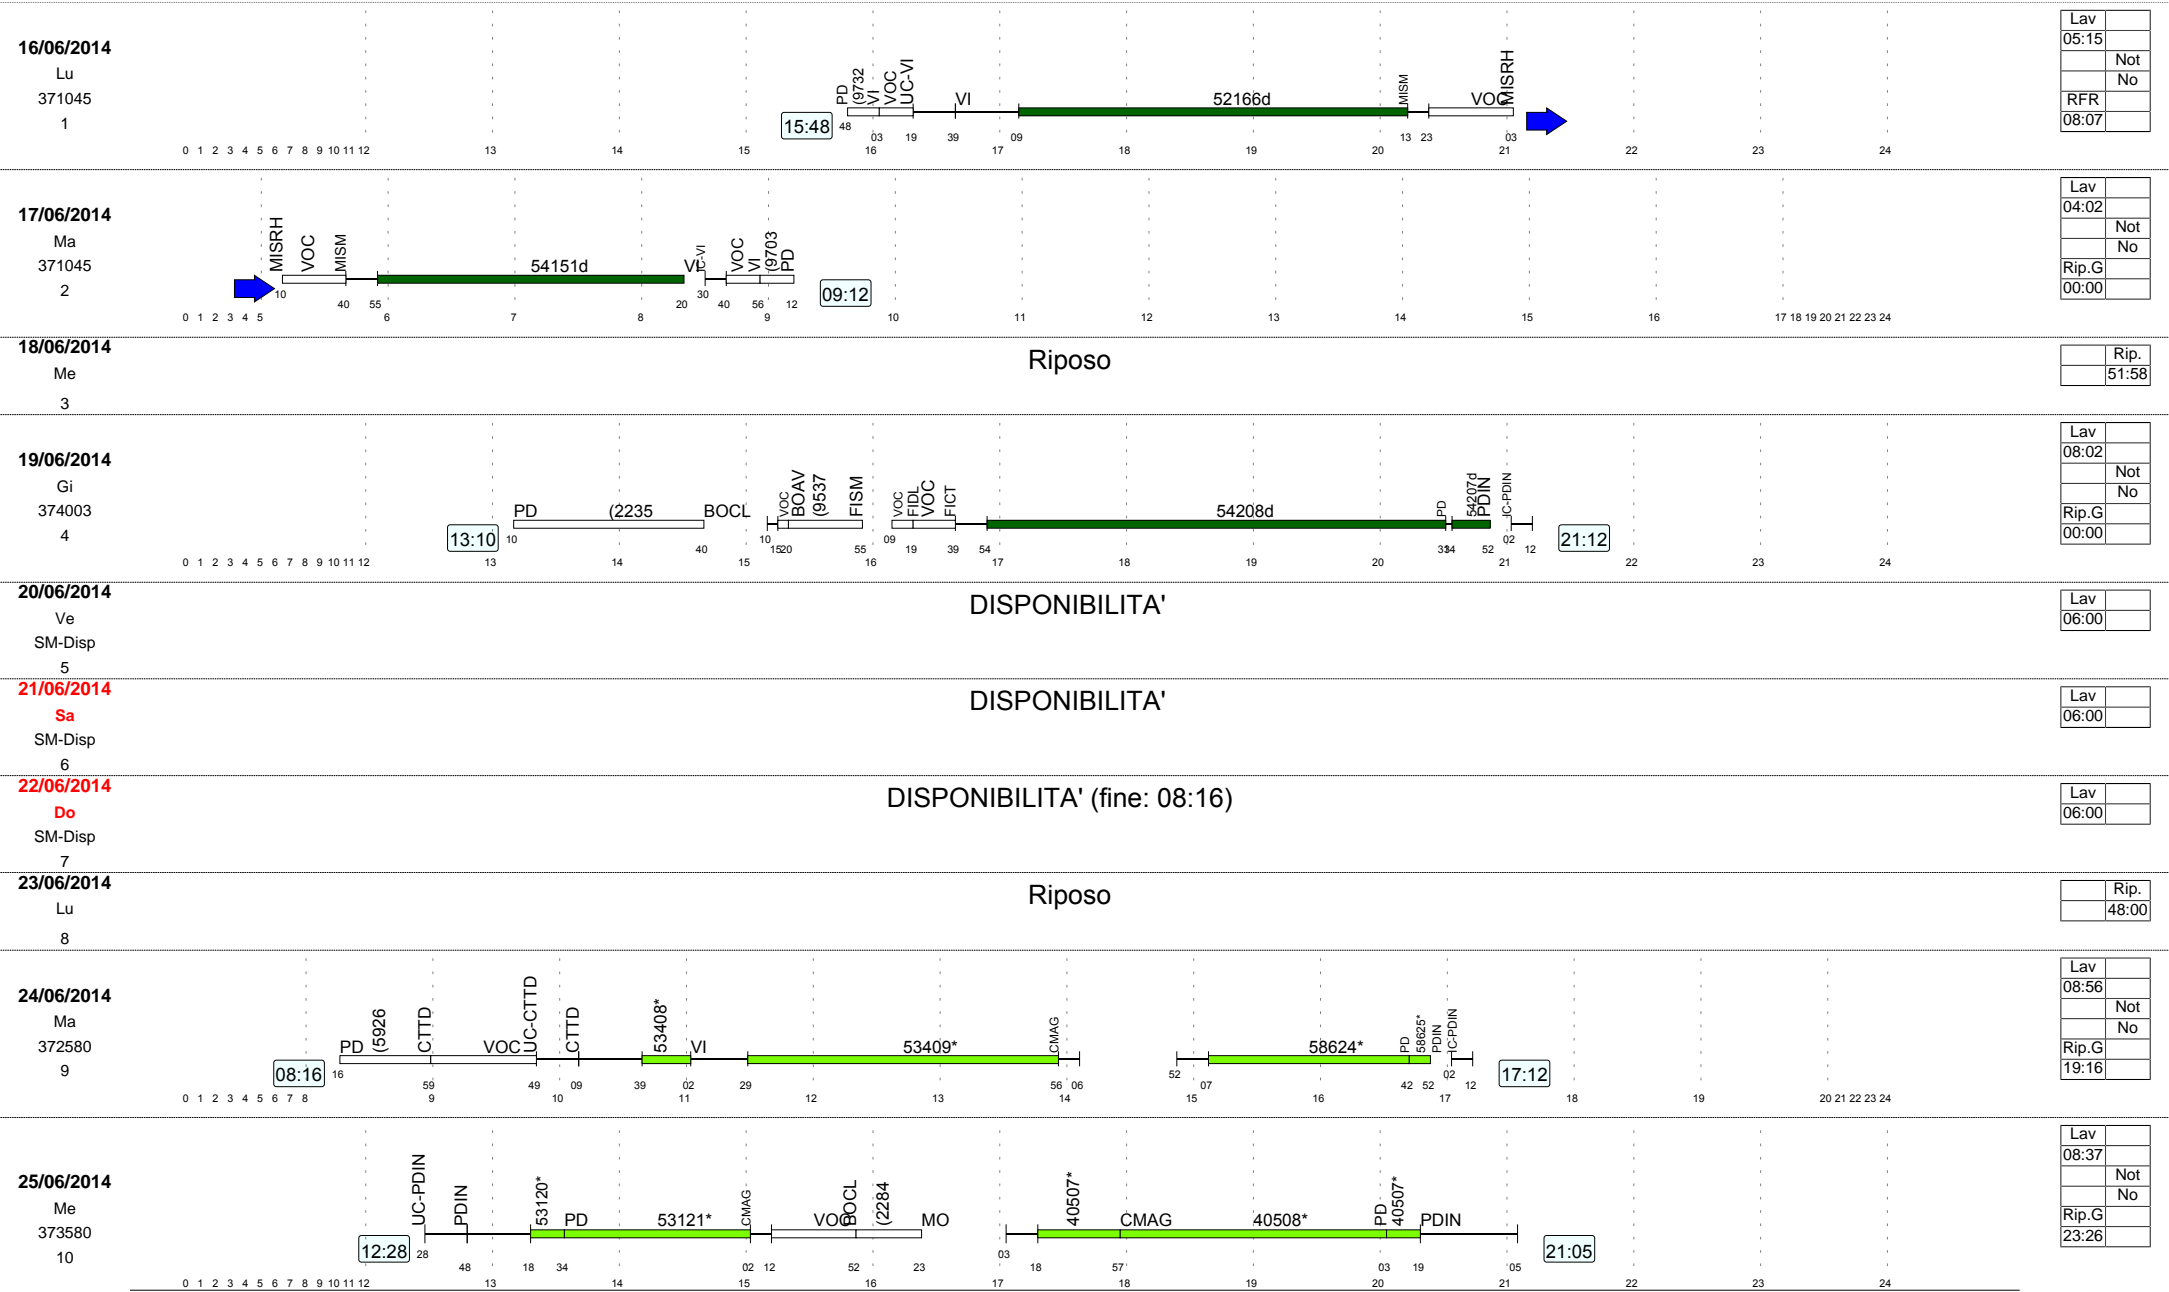 16/06/2014
Lu
371045
1
15:48
PD (9732 VI VOC UC-VI VI 52166d MISM VOC MISRH
48 03 19 39 09 13 23 03
0 1 2 3 4 5 6 7 8 9 10 11 12 13 14 15 16 17 18 19 20 21 22 23 24
Lav
05:15
Not
No
RFR
08:07
17/06/2014
Ma
371045
2
MISRH VOC MISM 54151d VI VOC VI (9703 PD
10 40 55 20 30 40 56 12
09:12
0 1 2 3 4 5 6 7 8 9 10 11 12 13 14 15 16 17 18 19 20 21 22 23 24
Lav
04:02
Not
No
Rip.G
00:00
18/06/2014
Me
3
Riposo
Rip.
51:58
19/06/2014
Gi
374003
4
13:10
PD (2235 BOCL VOC BOAV (9537 FISM VOC FIDL VOC FICT 54208d PD 54207d PDIN IC-PDIN
10 40 10 15 20 55 09 19 39 54 34 52 02 12
21:12
0 1 2 3 4 5 6 7 8 9 10 11 12 13 14 15 16 17 18 19 20 21 22 23 24
Lav
08:02
Not
No
Rip.G
00:00
20/06/2014
Ve
SM-Disp
5
DISPONIBILITA'
Lav
06:00
21/06/2014
Sa
SM-Disp
6
DISPONIBILITA'
Lav
06:00
22/06/2014
Do
SM-Disp
7
DISPONIBILITA' (fine: 08:16)
Lav
06:00
23/06/2014
Lu
8
Riposo
Rip.
48:00
24/06/2014
Ma
372580
9
08:16
PD (5926 CTTD VOC UC-CTTD CTTD 53408* VI 53409* CMAG 58624* PD 58625* PDIN IC-PDIN
16 59 49 09 39 02 29 56 06 52 07 42 52 02 12
17:12
0 1 2 3 4 5 6 7 8 9 10 11 12 13 14 15 16 17 18 19 20 21 22 23 24
Lav
08:56
Not
No
Rip.G
19:16
25/06/2014
Me
373580
10
12:28
UC-PDIN PDIN 53120* PD 53121* CMAG VOC BOCL (2284 MO 40507* CMAG 40508* PD 40507* PDIN
28 48 18 34 02 12 52 23 03 18 57 03 19 05
21:05
0 1 2 3 4 5 6 7 8 9 10 11 12 13 14 15 16 17 18 19 20 21 22 23 24
Lav
08:37
Not
No
Rip.G
23:26